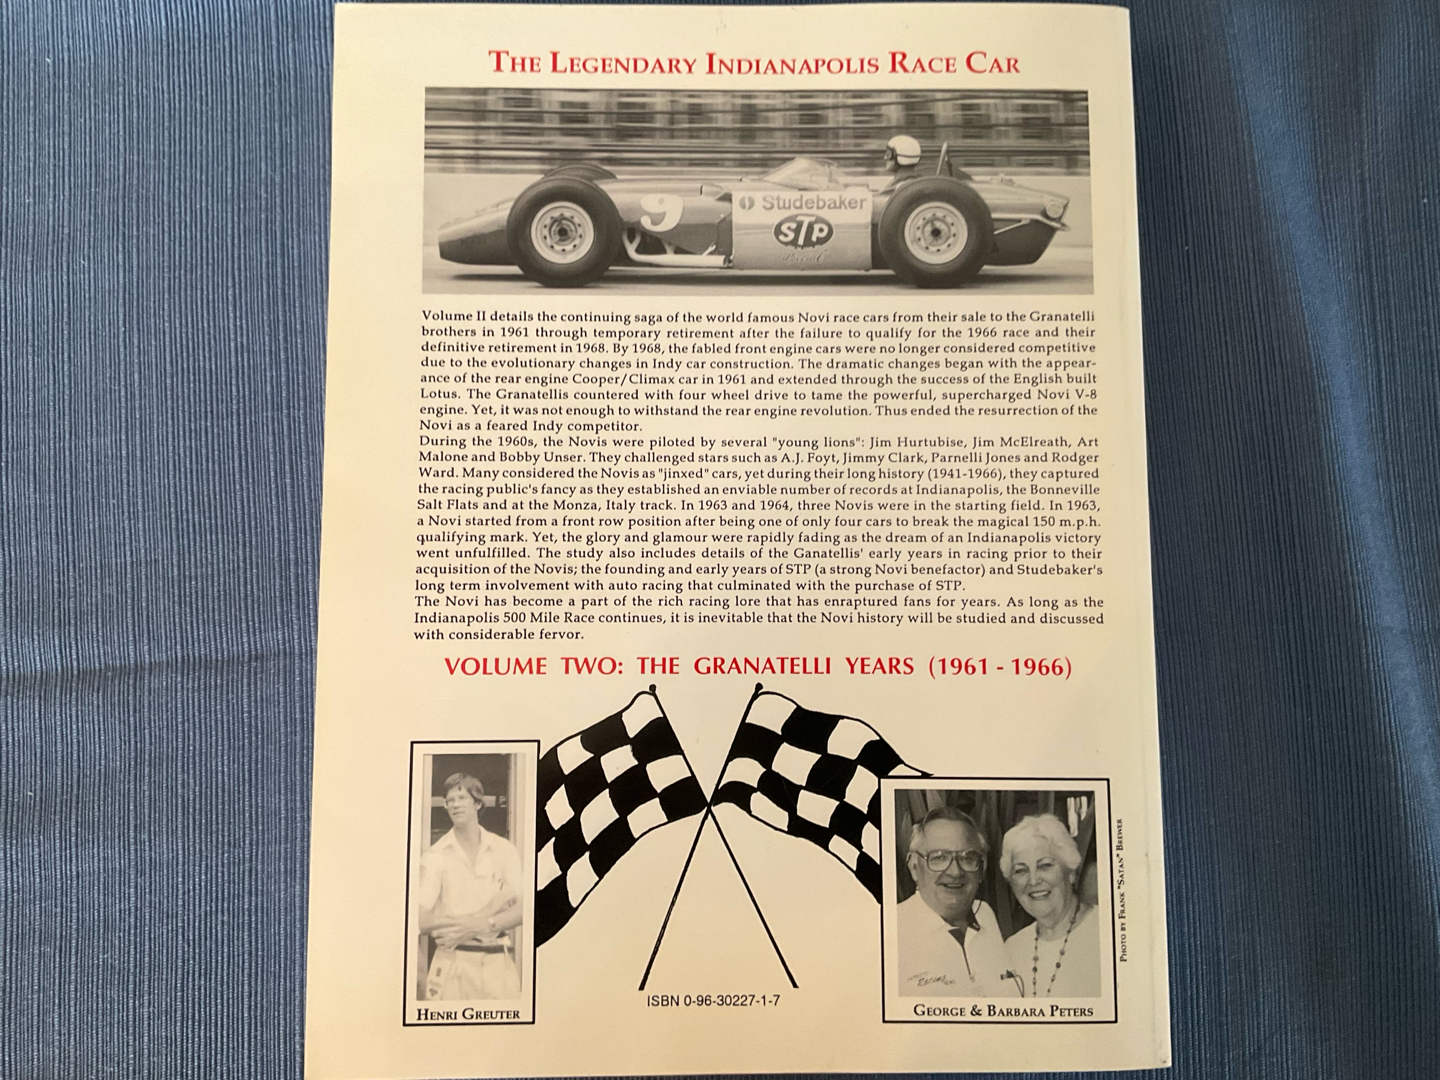 THE LEGENDARY INDIANAPOLIS RACE CAR
9
Studebaker
STP
Volume II details the continuing saga of the world famous Novi race cars from their sale to the Granatelli
brothers in 1961 through temporary retirement after the failure to qualify for the 1966 race and their
definitive retirement in 1968. By 1968, the fabled front engine cars were no longer considered competitive
due to the evolutionary changes in Indy car construction. The dramatic changes began with the appear-
ance of the rear engine Cooper/Climax car in 1961 and extended through the success of the English built
Lotus. The Granatellis countered with four wheel drive to tame the powerful, supercharged Novi V-8
engine. Yet, it was not enough to withstand the rear engine revolution. Thus ended the resurrection of the
Novi as a feared Indy competitor.
During the 1960s, the Novis were piloted by several "young lions": Jim Hurtubise, Jim McElreath, Art
Malone and Bobby Unser. They challenged stars such as A.J. Foyt, Jimmy Clark, Parnelli Jones and Rodger
Ward. Many considered the Novis as "jinxed" cars, yet during their long history (1941-1966), they captured
the racing public's fancy as they established an enviable number of records at Indianapolis, the Bonneville
Salt Flats and at the Monza, Italy track. In 1963 and 1964, three Novis were in the starting field. In 1963,
a Novi started from a front row position after being one of only four cars to break the magical 150 m.p.h.
qualifying mark. Yet, the glory and glamour were rapidly fading as the dream of an Indianapolis victory
went unfulfilled. The study also includes details of the Ganatellis' early years in racing prior to their
acquisition of the Novis; the founding and early years of STP (a strong Novi benefactor) and Studebaker's
long term involvement with auto racing that culminated with the purchase of STP.
The Novi has become a part of the rich racing lore that has enraptured fans for years. As long as the
Indianapolis 500 Mile Race continues, it is inevitable that the Novi history will be studied and discussed
with considerable fervor.
VOLUME TWO: THE GRANATELLI YEARS (1961 - 1966)
HENRI GREUTER
ISBN 0-96-30227-1-7
GEORGE & BARBARA PETERS
PHOTO BY FRANK "SATAN" BREWER